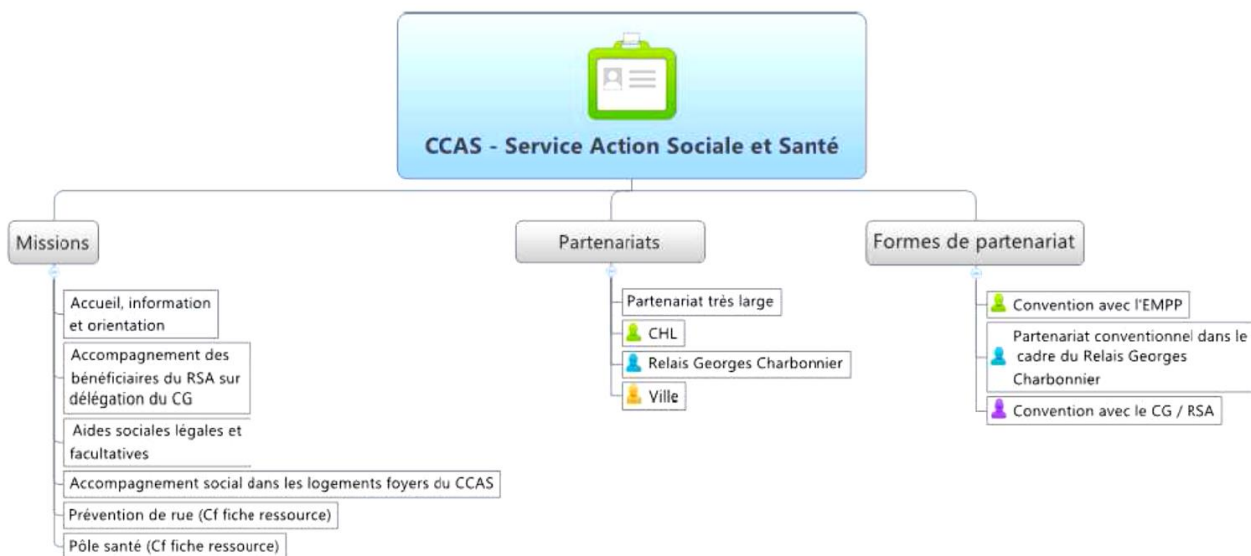 CCAS - Service Action Sociale et Santé
Missions
Accueil, information
et orientation
Accompagnement des
bénéficiaires du RSA sur
délégation du CG
Aides sociales légales et
facultatives
Accompagnement social dans les logements foyers du CCAS
Prévention de rue (Cf fiche ressource)
Pôle santé (Cf fiche ressource)
Partenariats
Partenariat très large
CHL
Relais Georges Charbonnier
Ville
Formes de partenariat
Convention avec l'EMPP
Partenariat conventionnel dans le
cadre du Relais Georges
Charbonnier
Convention avec le CG / RSA